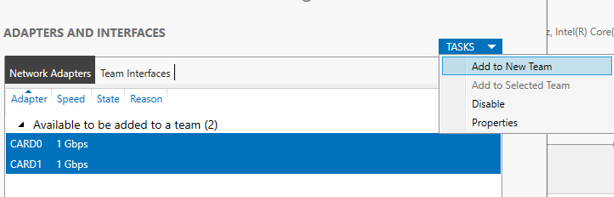 ADAPTERS AND INTERFACES
z, Intel(R) Core(
TASKS
Network Adapters Team Interfaces
Add to New Team
Add to Selected Team
Disable
Properties
Adapter Speed State Reason
Available to be added to a team (2)
CARD0 1 Gbps
CARD1 1 Gbps